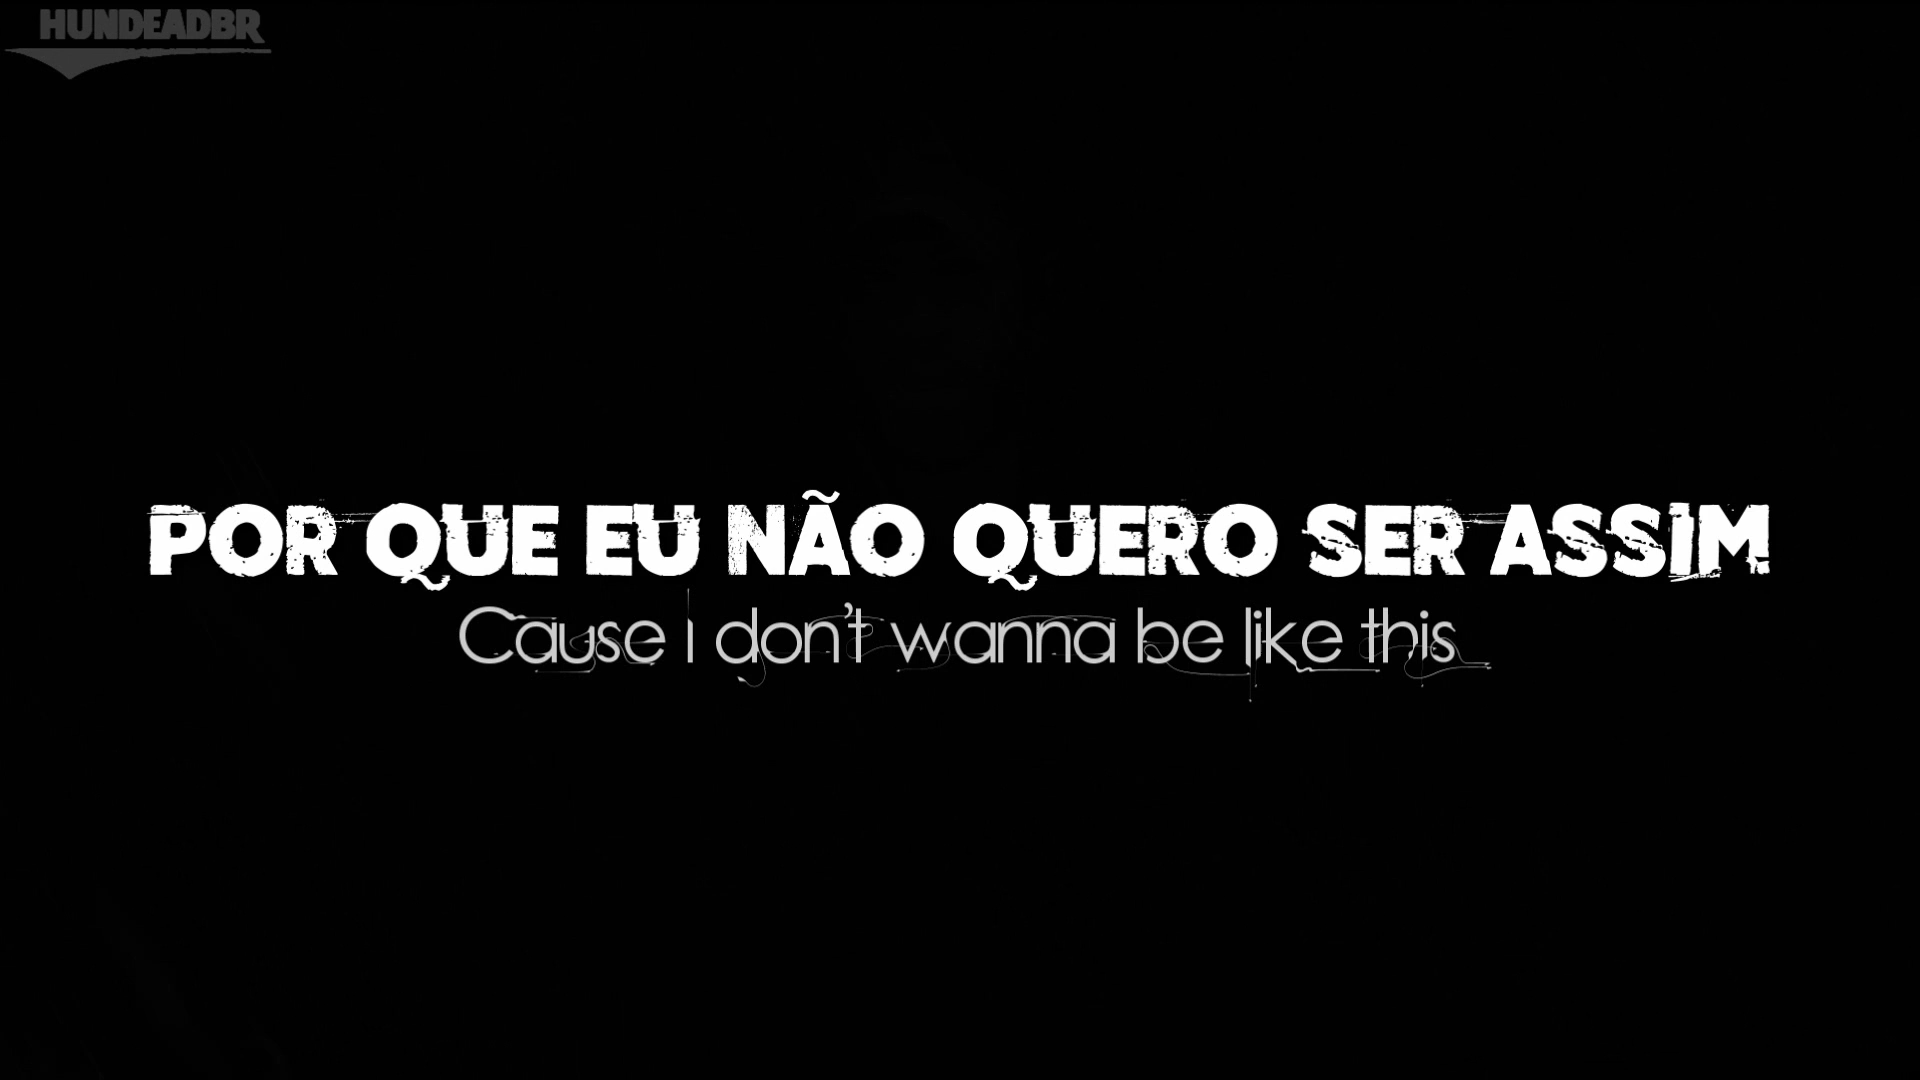 HUNDEADBR
POR QUE EU NÃO QUERO SER ASSIM
Cause I don't wanna be like this